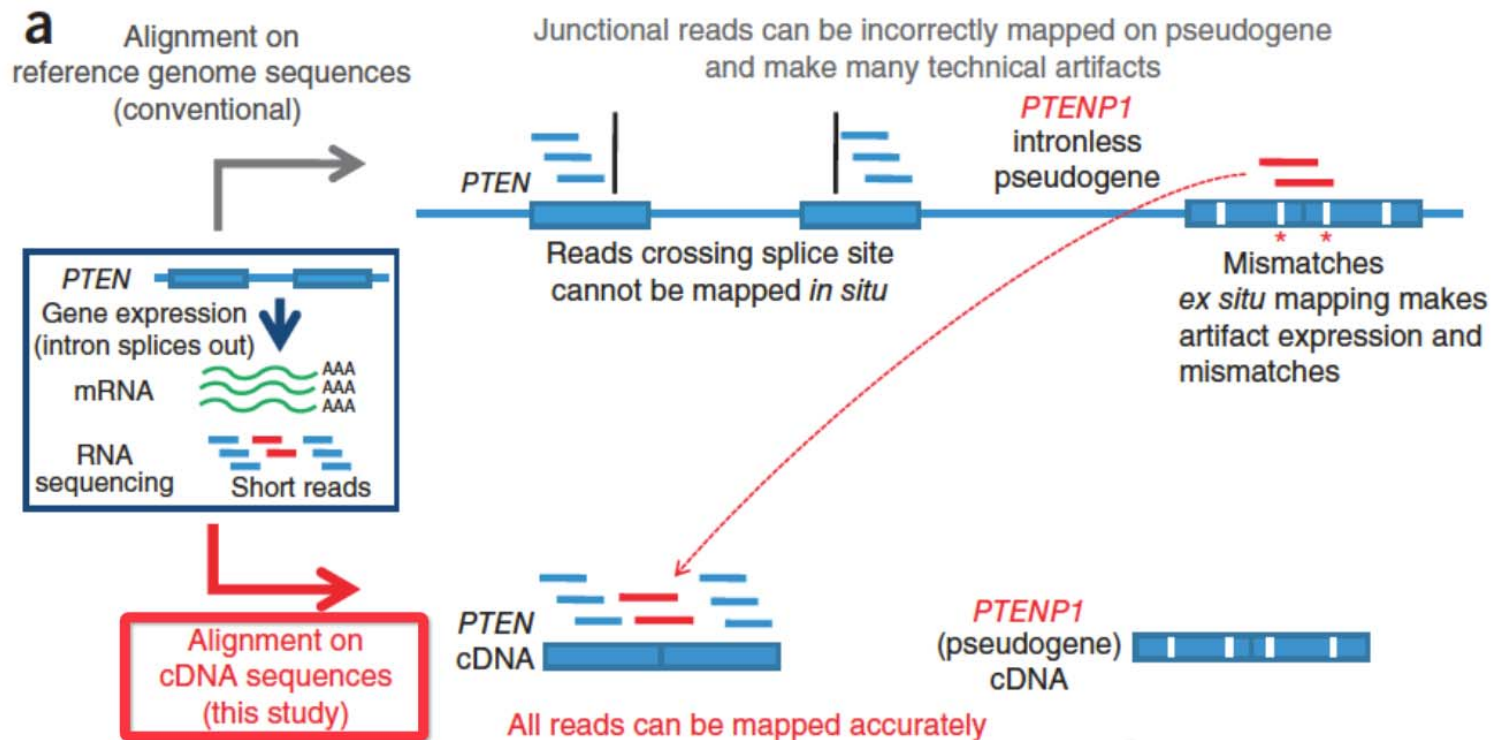 a
Alignment on
reference genome sequences
(conventional)
Junctional reads can be incorrectly mapped on pseudogene
and make many technical artifacts
PTENP1
intronless
pseudogene
PTEN
Reads crossing splice site
cannot be mapped in situ
* *
Mismatches
ex situ mapping makes
artifact expression and
mismatches
PTEN
Gene expression
(intron splices out)
mRNA
AAA
AAA
AAA
RNA
sequencing
Short reads
Alignment on
cDNA sequences
(this study)
PTEN
cDNA
PTENP1
(pseudogene)
cDNA
All reads can be mapped accurately